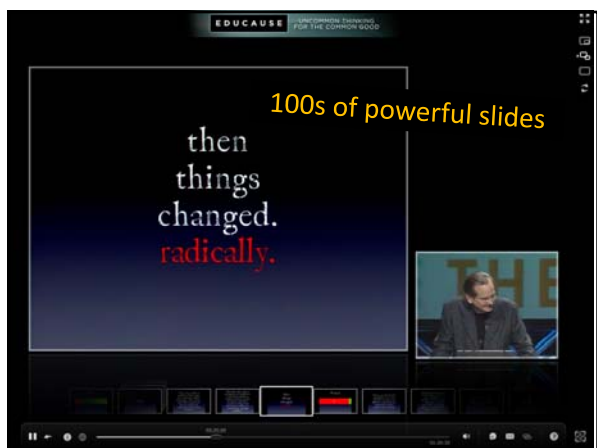 EDUCAUSE UNCOMMON THINKING
FOR THE COMMON GOOD
100s of powerful slides
then
things
changed.
radically.
THE